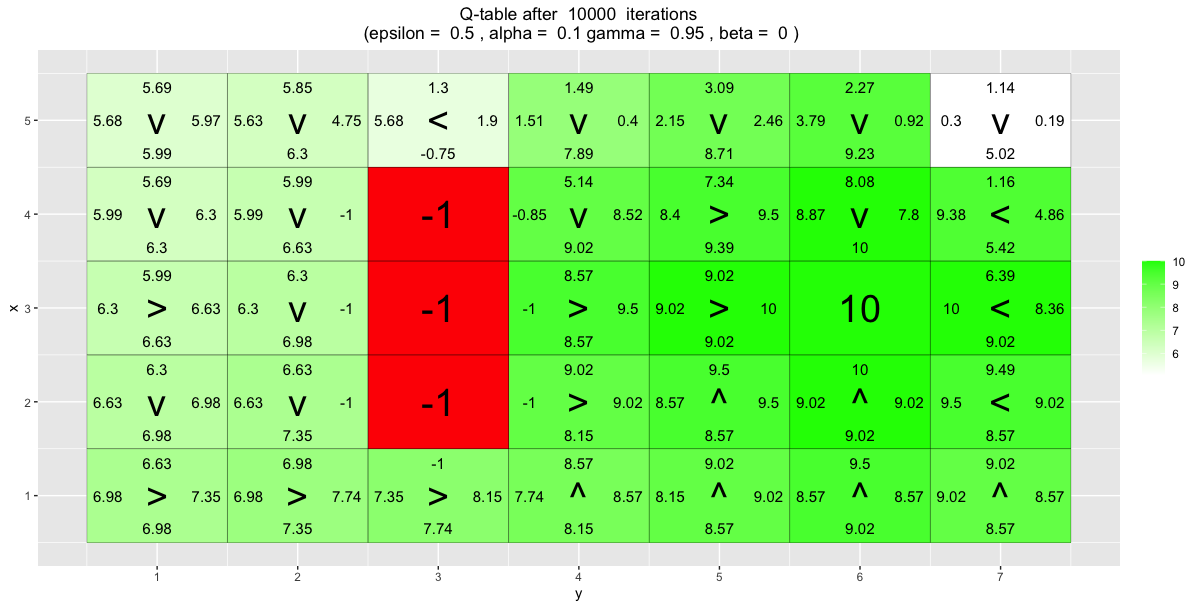 Q-table after 10000 iterations
(epsilon = 0.5 , alpha = 0.1 gamma = 0.95 , beta = 0 )
5.69 5.85 1.3 1.49 3.09 2.27 1.14
5 5.68 v 5.97 5.63 v 4.75 5.68 < 1.9 1.51 v 0.4 2.15 v 2.46 3.79 v 0.92 0.3 v 0.19
5.99 6.3 -0.75 7.89 8.71 9.23 5.02
5.69 5.99 5.14 7.34 8.08 1.16
4 5.99 v 6.3 5.99 v -1 -1 -0.85 v 8.52 8.4 > 9.5 8.87 v 7.8 9.38 < 4.86
6.3 6.63 9.02 9.39 10 5.42
5.99 6.3 8.57 9.02 6.39
x 3 6.3 > 6.63 6.3 v -1 -1 -1 > 9.5 9.02 > 10 10 10 < 8.36
6.63 6.98 8.57 9.02 9.02
6.3 6.63 9.02 9.5 10 9.49
2 6.63 v 6.98 6.63 v -1 -1 -1 > 9.02 8.57 ^ 9.5 9.02 ^ 9.02 9.5 < 9.02
6.98 7.35 8.15 8.57 9.02 8.57
6.63 6.98 -1 8.57 9.02 9.5 9.02
1 6.98 > 7.35 6.98 > 7.74 7.35 > 8.15 7.74 ^ 8.57 8.15 ^ 9.02 8.57 ^ 8.57 9.02 ^ 8.57
6.98 7.35 7.74 8.15 8.57 9.02 8.57
1 2 3 4 5 6 7
y
10
9
8
7
6